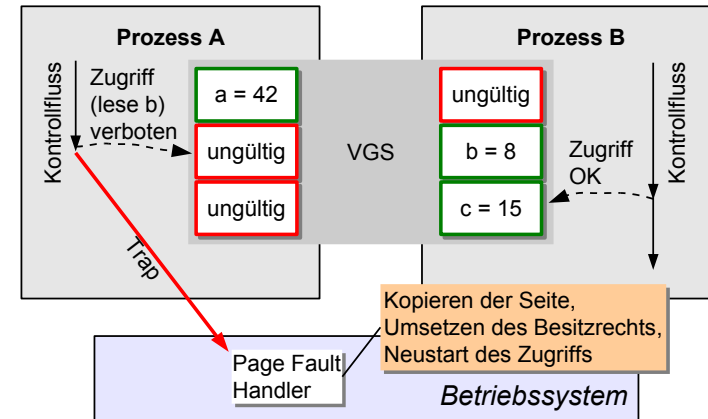 Prozess A
Kontrollfluss
Zugriff
(lese b)
verboten
a = 42
ungültig
ungültig
VGS
Prozess B
ungültig
b = 8
c = 15
Zugriff
OK
Kontrollfluss
Trap
Kopieren der Seite,
Umsetzen des Besitzrechts,
Neustart des Zugriffs
Page Fault
Handler
Betriebssystem